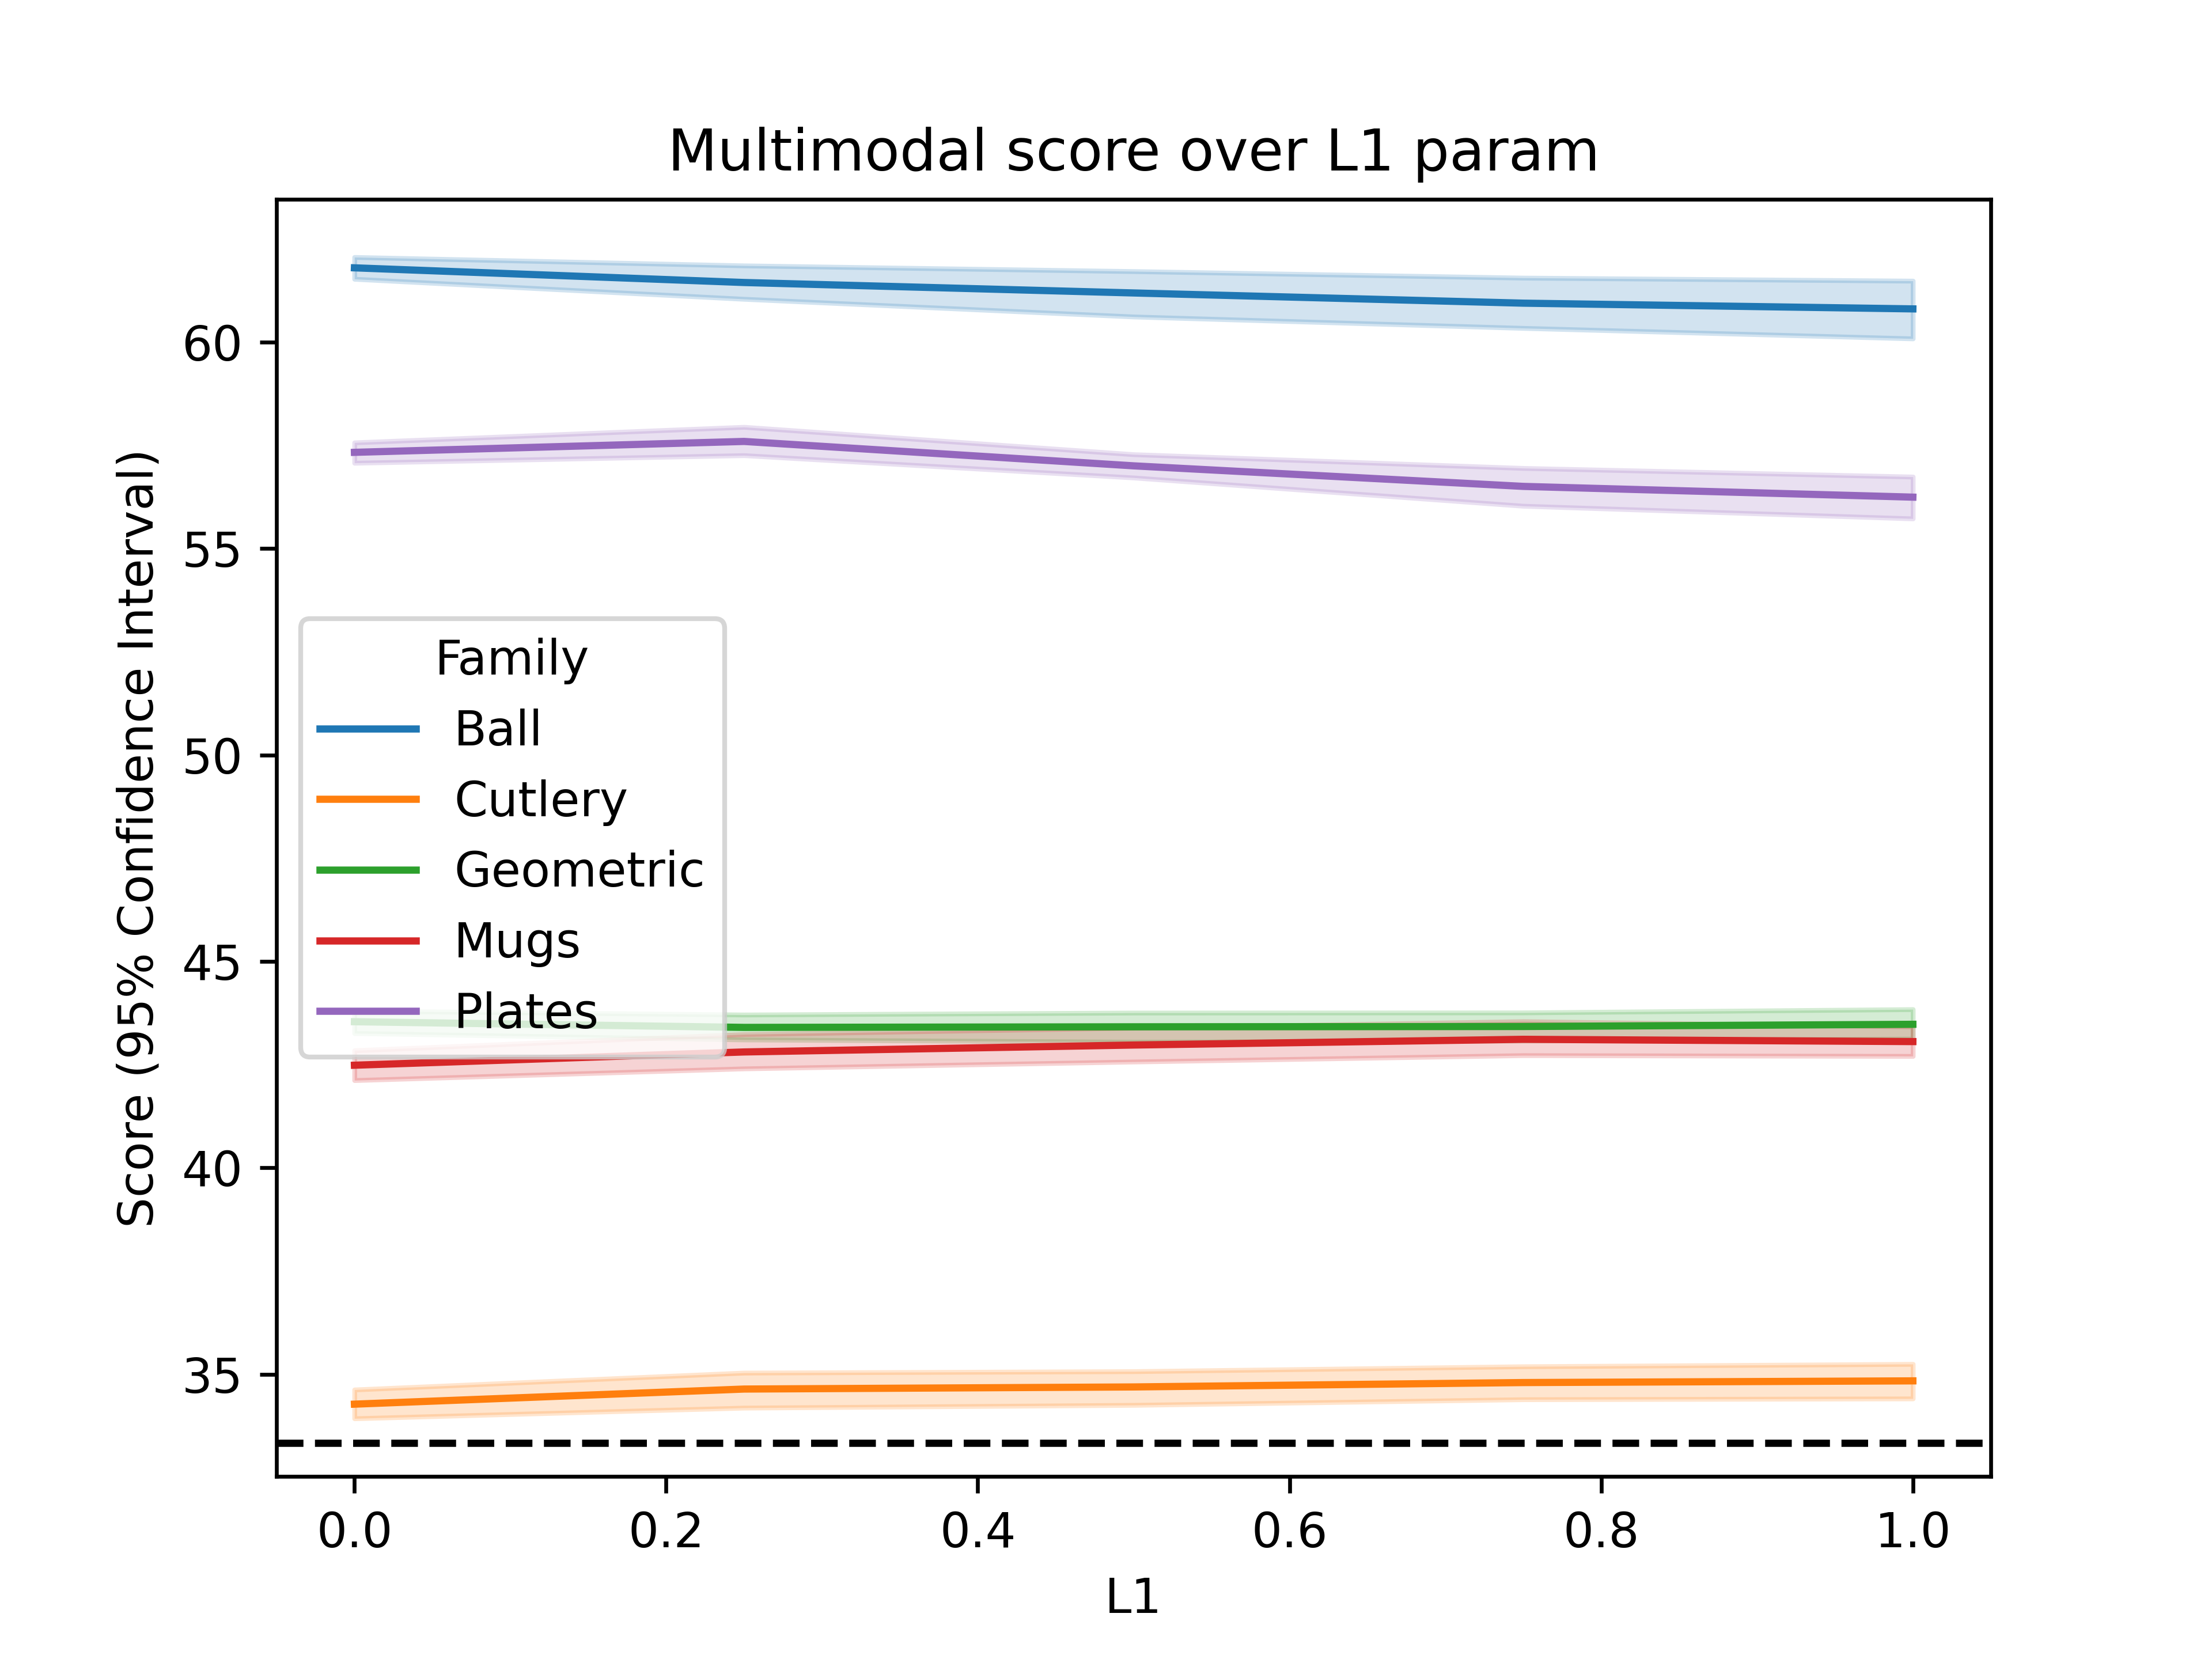 Multimodal score over L1 param
Score (95% Confidence Interval)
60
55
50
45
40
35
Family
Ball
Cutlery
Geometric
Mugs
Plates
0.0 0.2 0.4 0.6 0.8 1.0
L1